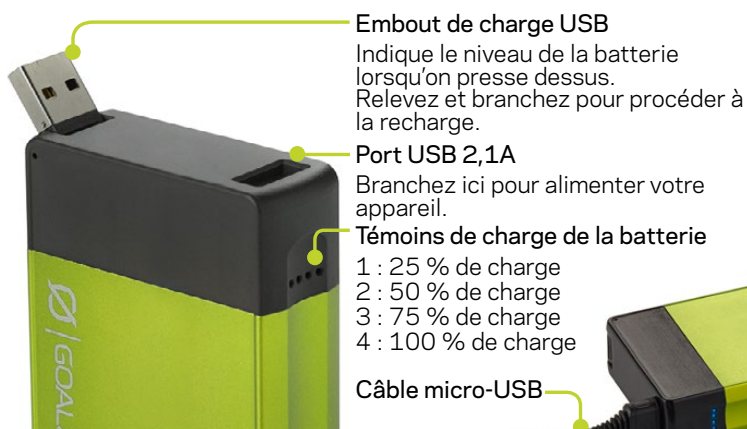 Embout de charge USB
Indique le niveau de la batterie
lorsqu'on presse dessus.
Relevez et branchez pour procéder à
la recharge.
Port USB 2,1A
Branchez ici pour alimenter votre
appareil.
Témoins de charge de la batterie
1 : 25 % de charge
2 : 50 % de charge
3 : 75 % de charge
4 : 100 % de charge
Câble micro-USB
GOAL